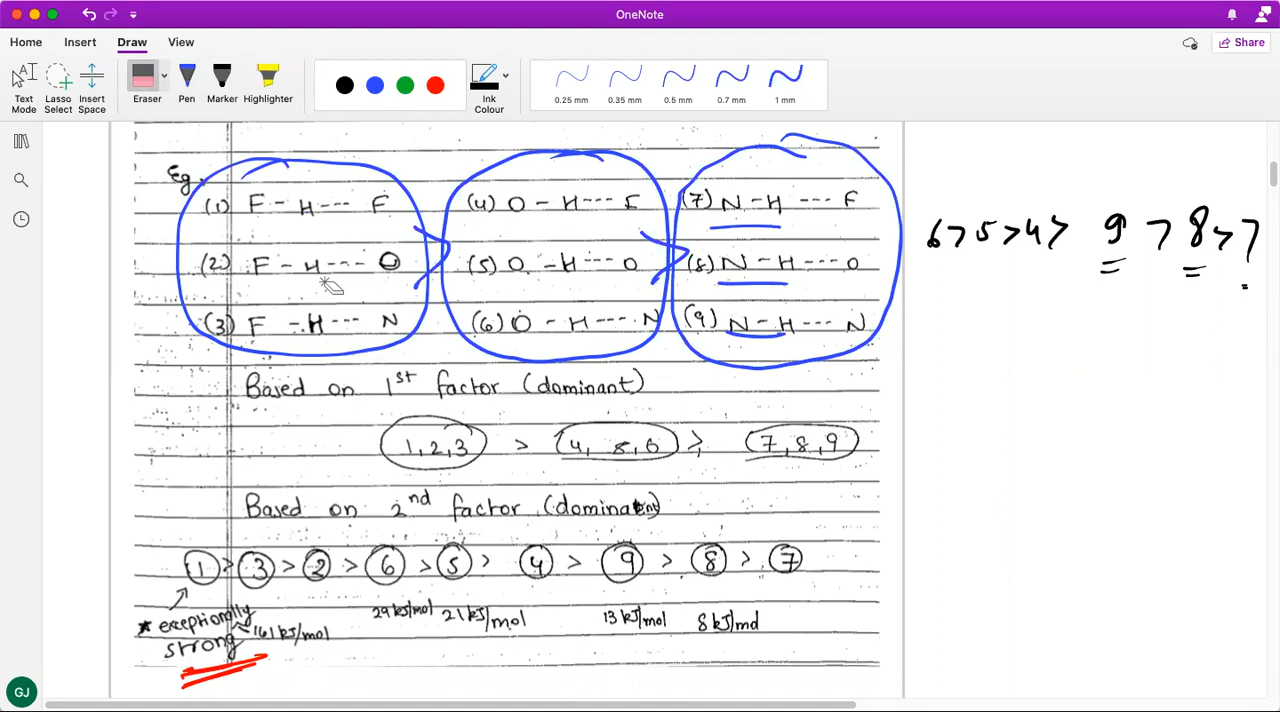 OneNote
Home Insert Draw View
Share
Text Mode
Lasso Select
Insert Space
Eraser
Pen
Marker
Highlighter
Ink Colour
0.25 mm
0.35 mm
0.5 mm
0.7 mm
1 mm
Eg.
(1) F - H --- F (4) O - H --- F (7) N - H --- F
(2) F - H --- O (5) O - H --- O (8) N - H --- O
(3) F - H --- N (6) O - H --- N (9) N - H --- N
6 > 5 > 4 > 9 > 8 > 7
Based on 1st factor (dominant)
1, 2, 3 > (4, 5, 6) > (7, 8, 9)
Based on 2nd factor (dominant)
1 > 3 > 2 > 6 > 5 > 4 > 9 > 8 > 7
29 kJ/mol 21 kJ/mol 13 kJ/mol 8 kJ/mol
* exceptionally
strong ~ 161 kJ/mol
GJ